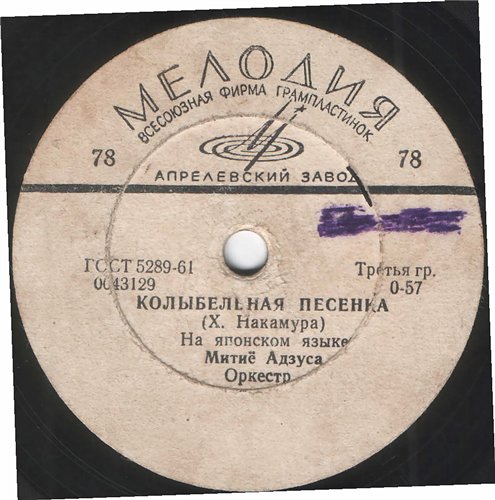 МЕЛОДИЯ
ВСЕСОЮЗНАЯ ФИРМА ГРАМПЛАСТИНОК
78 78
АПРЕЛЕВСКИЙ ЗАВОД
ГОСТ 5289-61 Третья гр.
0043129 0-57
КОЛЫБЕЛЬНАЯ ПЕСЕНКА
(Х. Накамура)
На японском языке
Митиё Адзуса
Оркестр